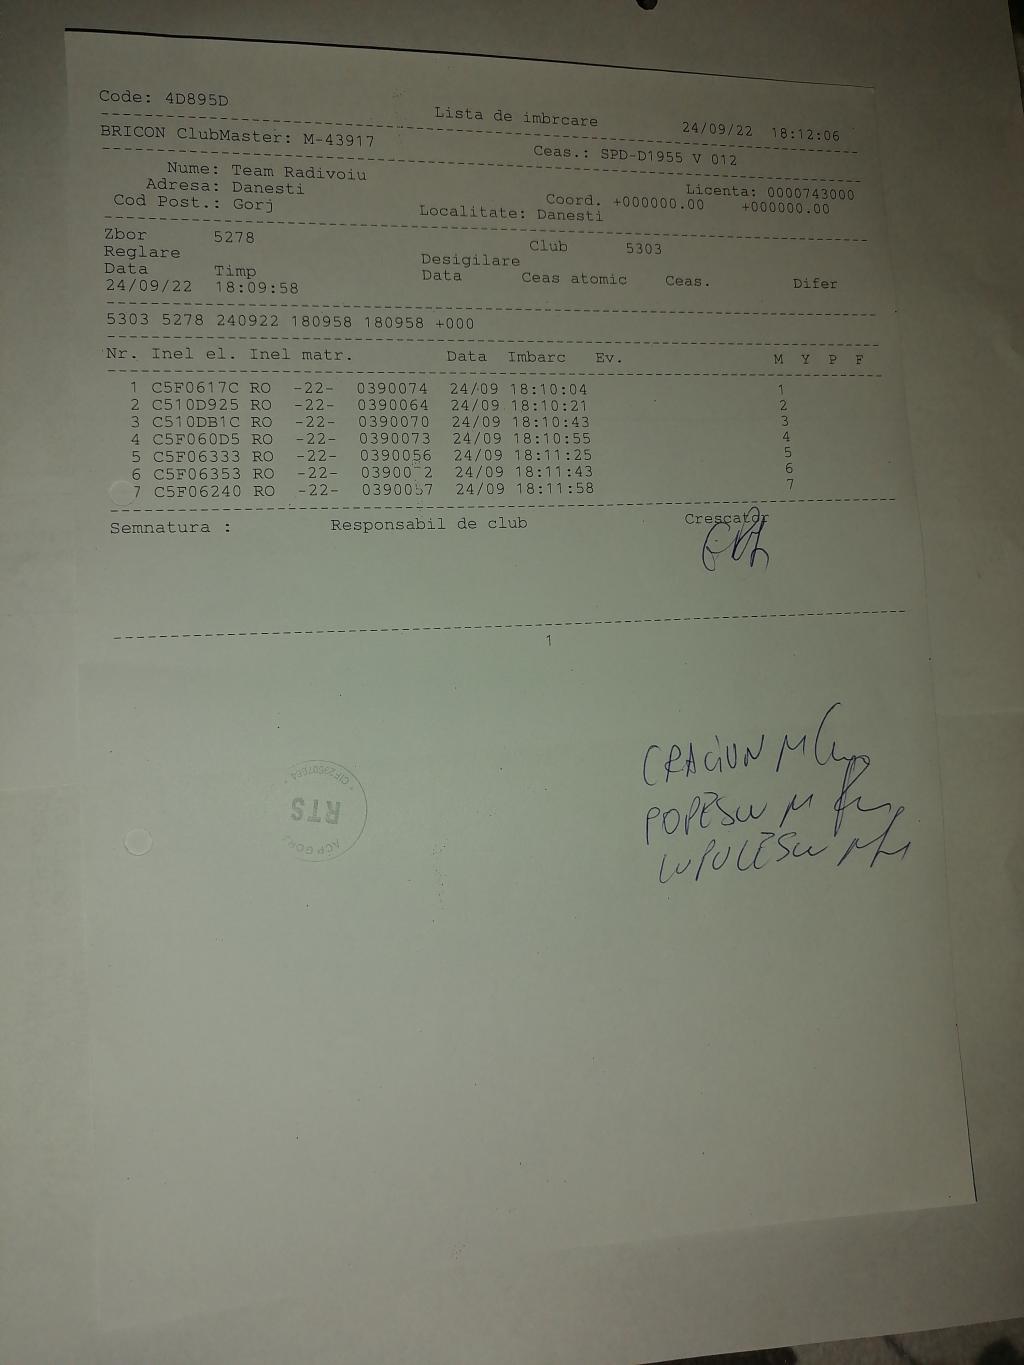 Code: 4D895D
Lista de imbrcare 24/09/22 18:12:06
BRICON ClubMaster: M-43917 Ceas.: SPD-D1955 V 012
Nume: Team Radivoiu Licenta: 0000743000
Adresa: Danesti Coord. +000000.00 +000000.00
Cod Post.: Gorj Localitate: Danesti
Zbor 5278 Club 5303
Reglare Desigilare
Data Timp Data Ceas atomic Ceas. Difer
24/09/22 18:09:58
5303 5278 240922 180958 180958 +000
Nr. Inel el. Inel matr. Data Imbarc Ev. M Y P F
1 C5F0617C RO -22- 0390074 24/09 18:10:04 1
2 C510D925 RO -22- 0390064 24/09 18:10:21 2
3 C510DB1C RO -22- 0390070 24/09 18:10:43 3
4 C5F060D5 RO -22- 0390073 24/09 18:10:55 4
5 C5F06333 RO -22- 0390056 24/09 18:11:25 5
6 C5F06353 RO -22- 24/09 18:11:43 6
7 C5F06240 RO -22- 0390057 24/09 18:11:58 7
Semnatura : Responsabil de club Crescator
1
CRACIUN M
POPESCU M
LUPULESCU M
ACP GORJ
RTS